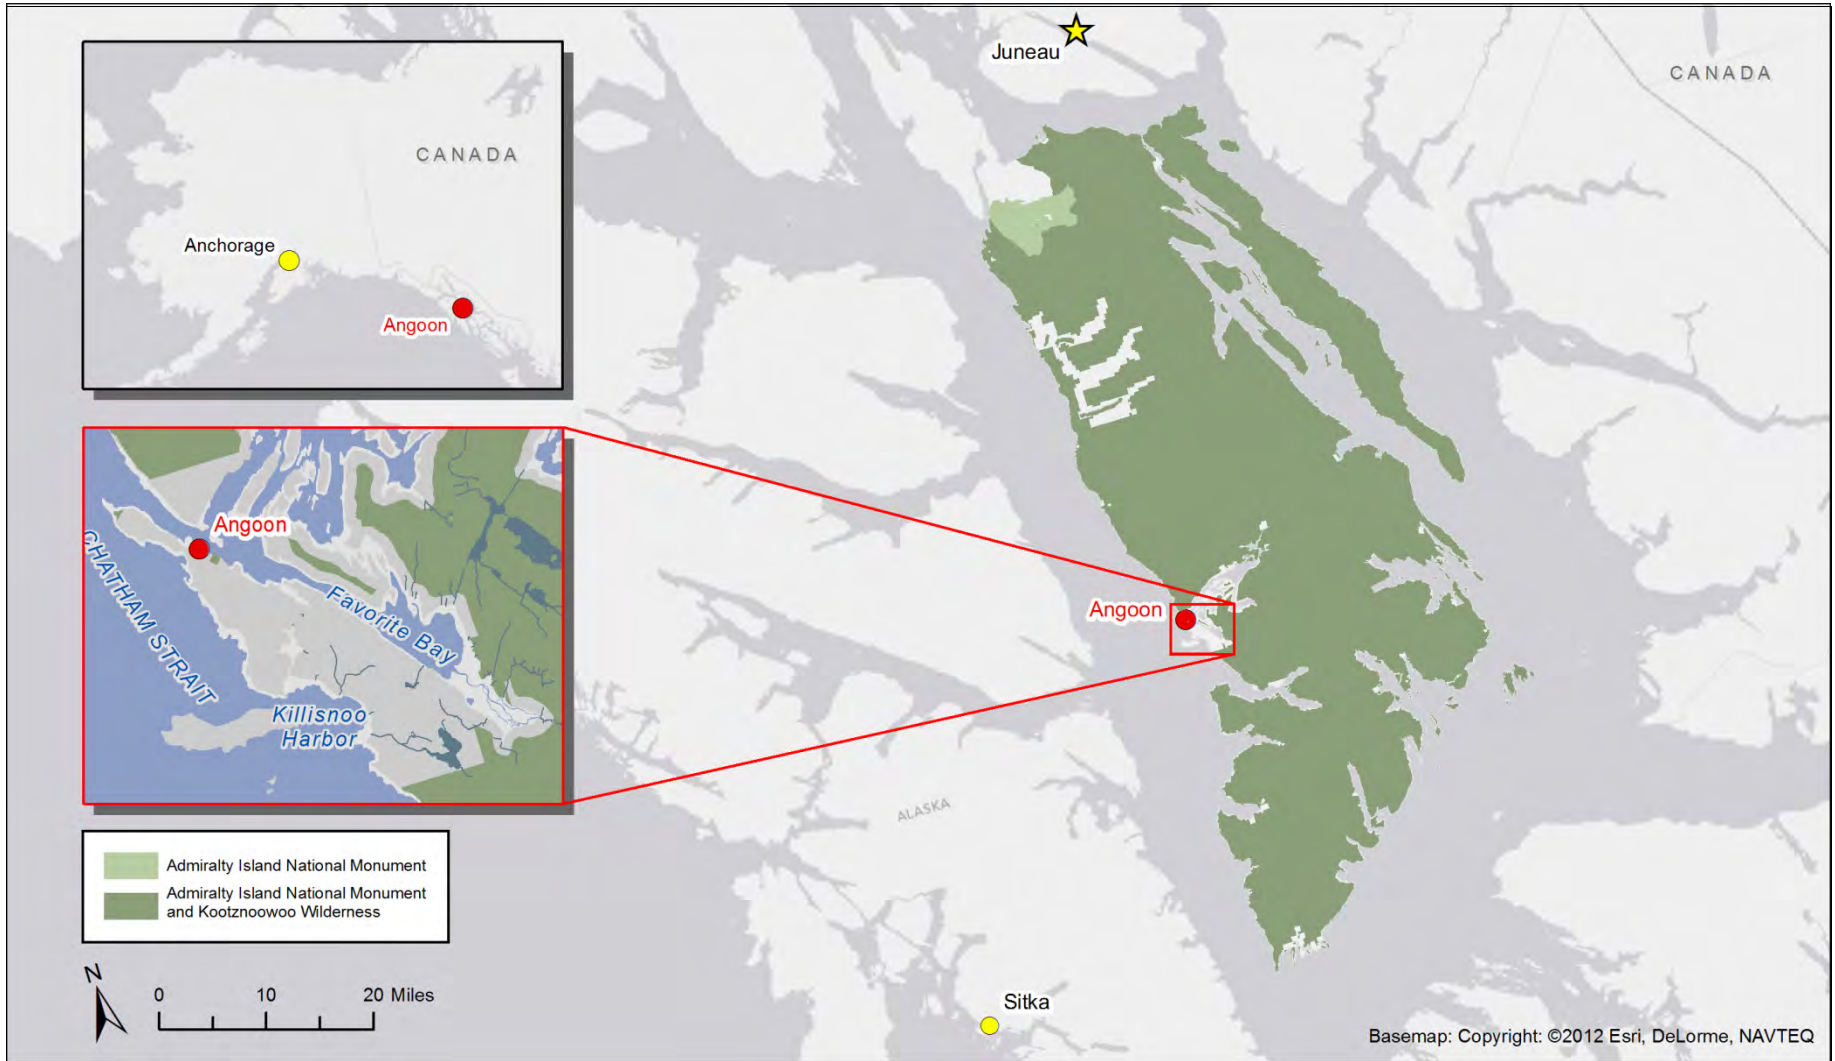 Juneau
CANADA
CANADA
Anchorage
Angoon
Angoon
CHATHAM STRAIT
Favorite Bay
Killisnoo
Harbor
Angoon
ALASKA
Admiralty Island National Monument
Admiralty Island National Monument
and Kootznoowoo Wilderness
N
0 10 20 Miles
Sitka
Basemap: Copyright: ©2012 Esri, DeLorme, NAVTEQ